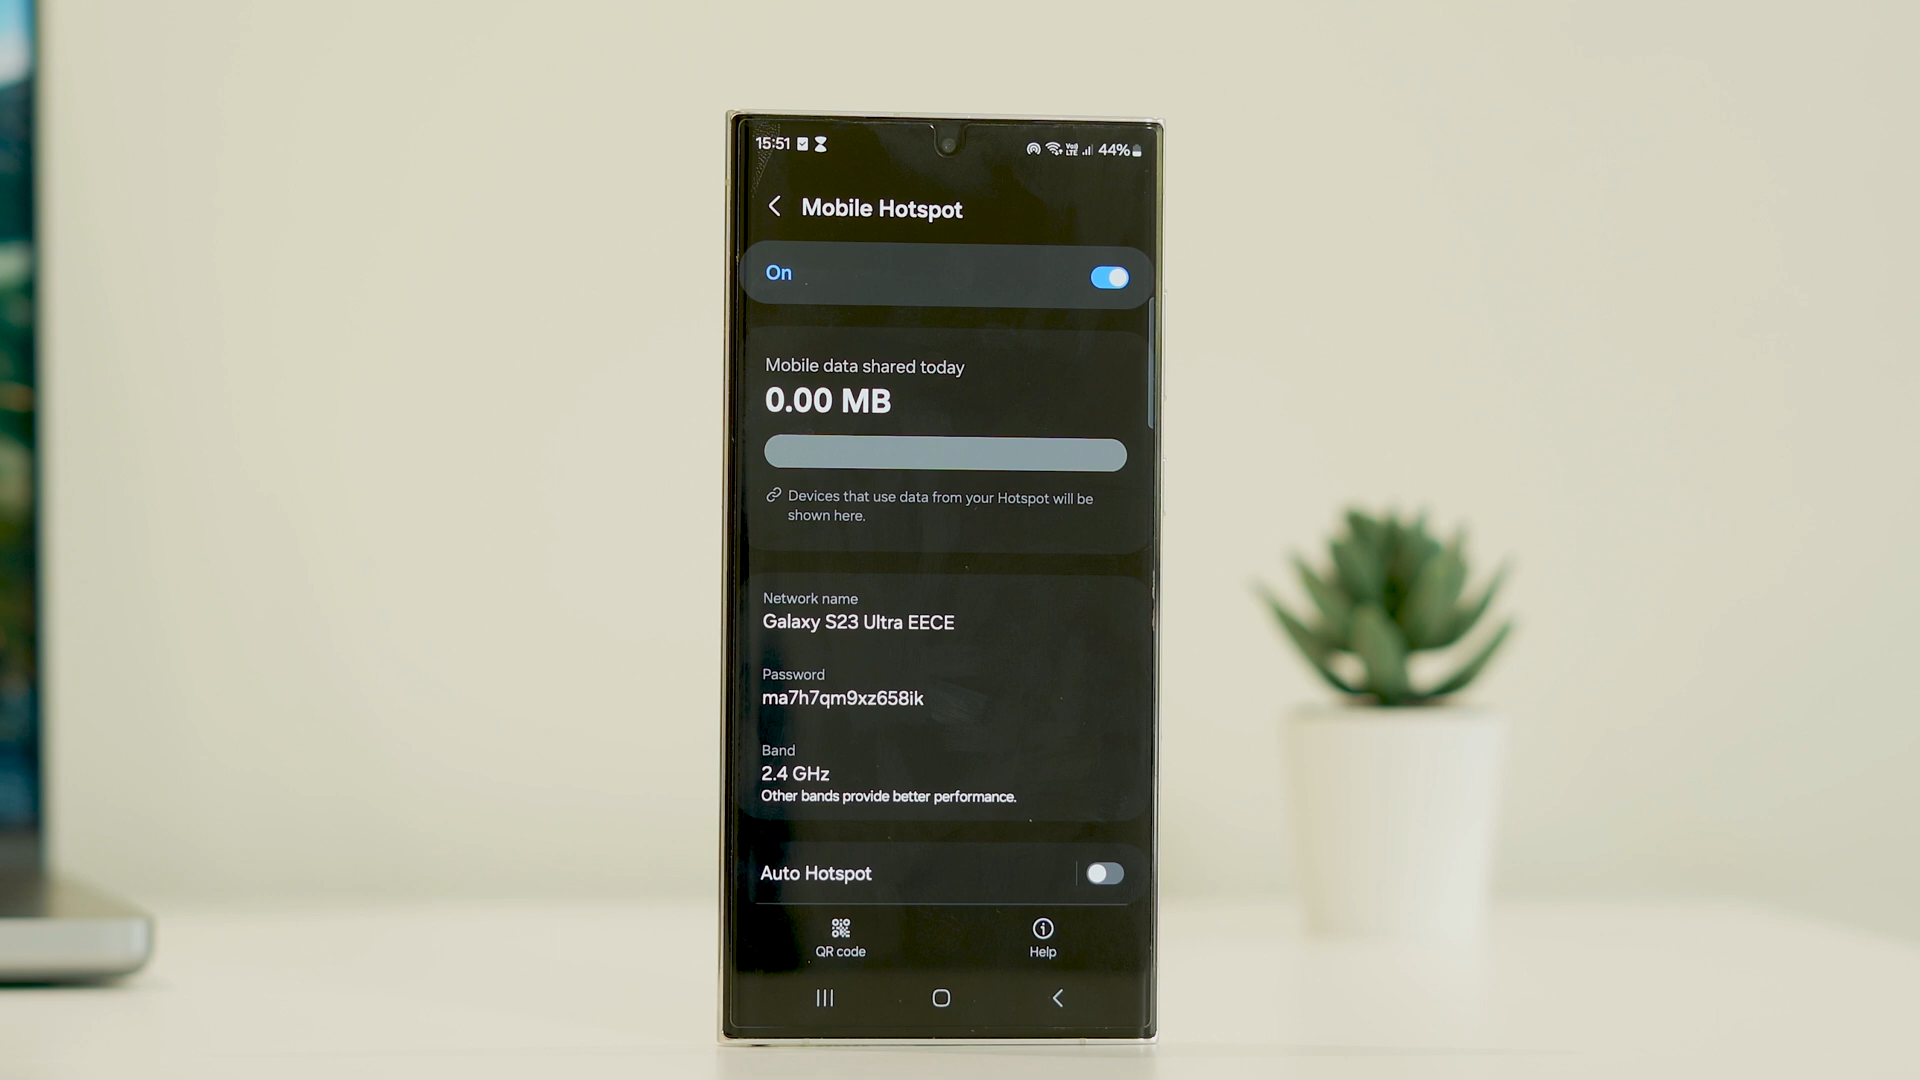 15:51
Vo)) LTE 44%
Mobile Hotspot
On
Mobile data shared today
0.00 MB
Devices that use data from your Hotspot will be
shown here.
Network name
Galaxy S23 Ultra EECE
Password
ma7h7qm9xz658ik
Band
2.4 GHz
Other bands provide better performance.
Auto Hotspot
QR code
Help